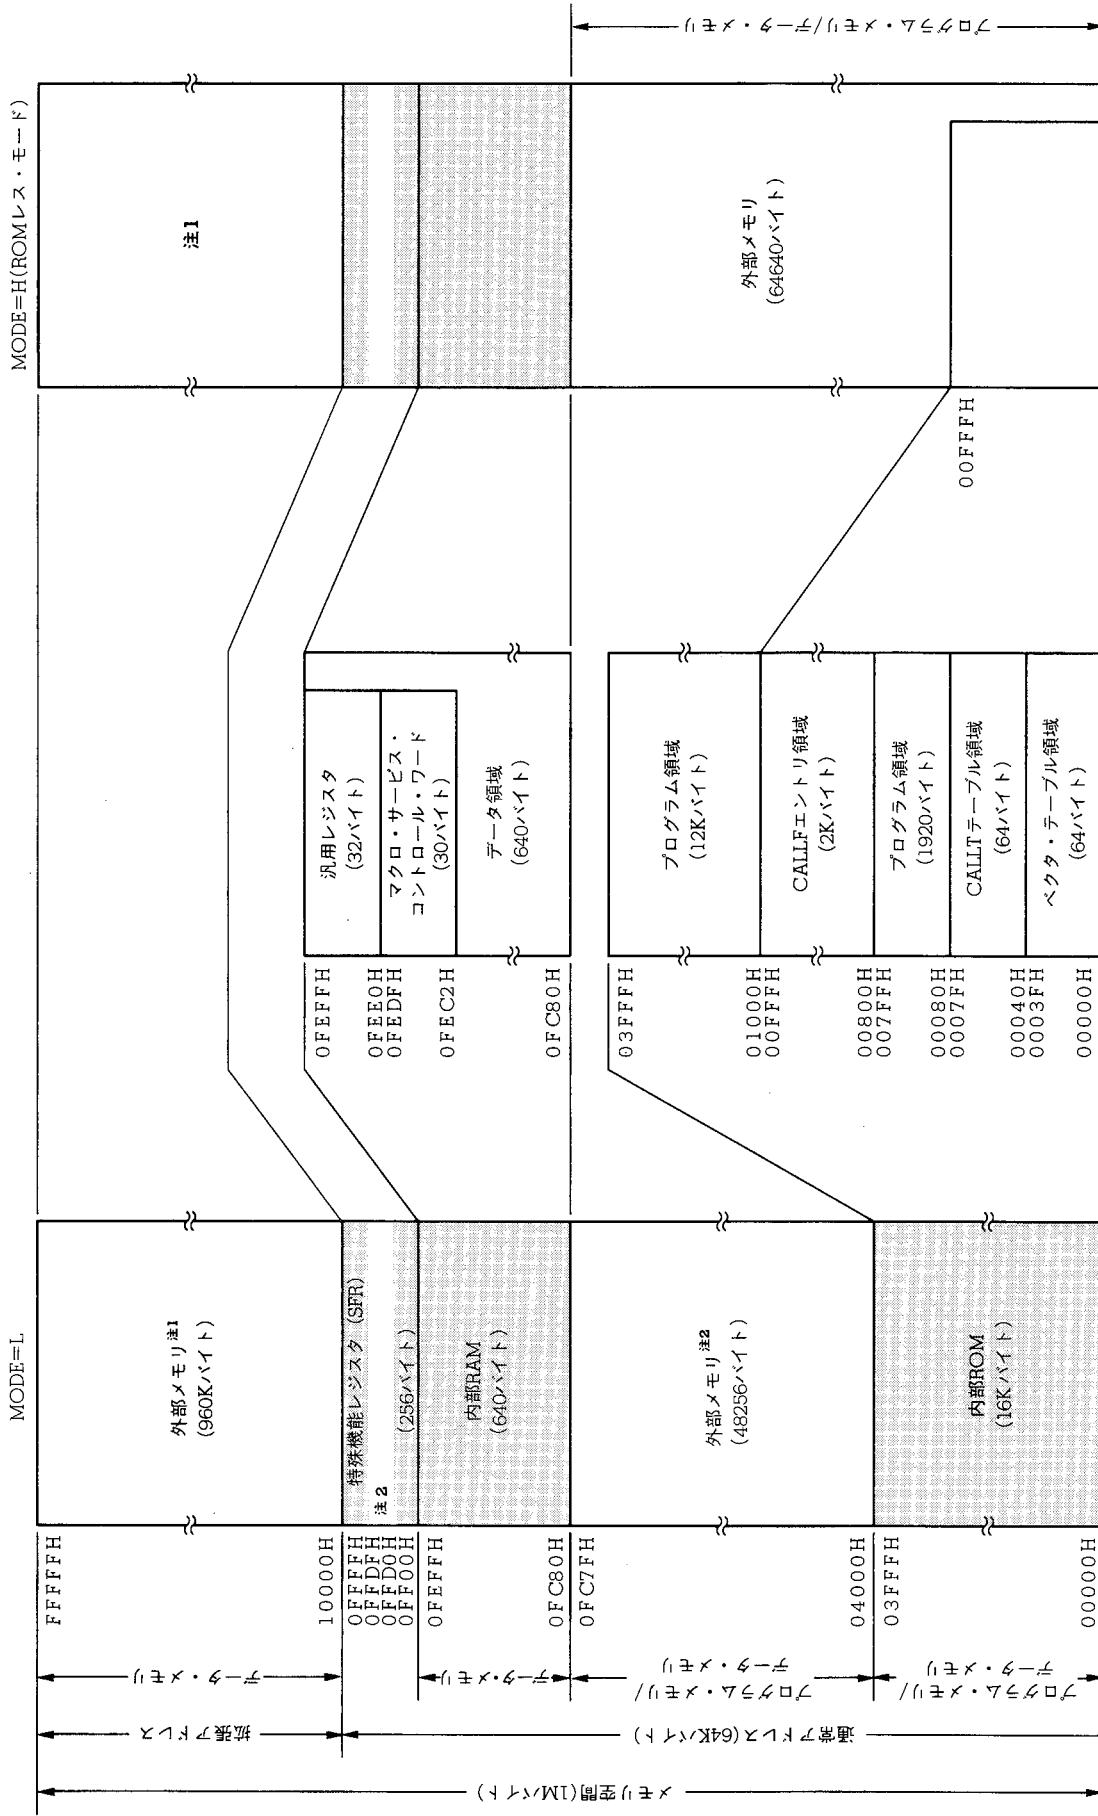 MODE=L
MODE=H(ROMレス・モード)
メモリ空間(1Mバイト)
拡張アドレス
通常アドレス(64Kバイト)
データ・メモリ
データ・メモリ
プログラム・メモリ/
データ・メモリ
プログラム・メモリ/
データ・メモリ
FFFFFH
10000H
0FFFFH
0FFDFH
0FFD0H
0FF00H
0FEFFH
0FC80H
0FC7FH
04000H
03FFFH
00000H
外部メモリ注1
(960Kバイト)
特殊機能レジスタ (SFR)
注2
(256バイト)
内部RAM
(640バイト)
外部メモリ注2
(48256バイト)
内部ROM
(16Kバイト)
0FEFFH
0FEE0H
0FEDFH
0FEC2H
0FC80H
03FFFH
01000H
00FFFH
00800H
007FFH
00080H
0007FH
00040H
0003FH
00000H
汎用レジスタ
(32バイト)
マクロ・サービス・
コントロール・ワード
(30バイト)
データ領域
(640バイト)
プログラム領域
(12Kバイト)
CALLFエントリ領域
(2Kバイト)
プログラム領域
(1920バイト)
CALLTテーブル領域
(64バイト)
ベクタ・テーブル領域
(64バイト)
注1
外部メモリ
(64640バイト)
00FFFH
プログラム・メモリ/データ・メモリ